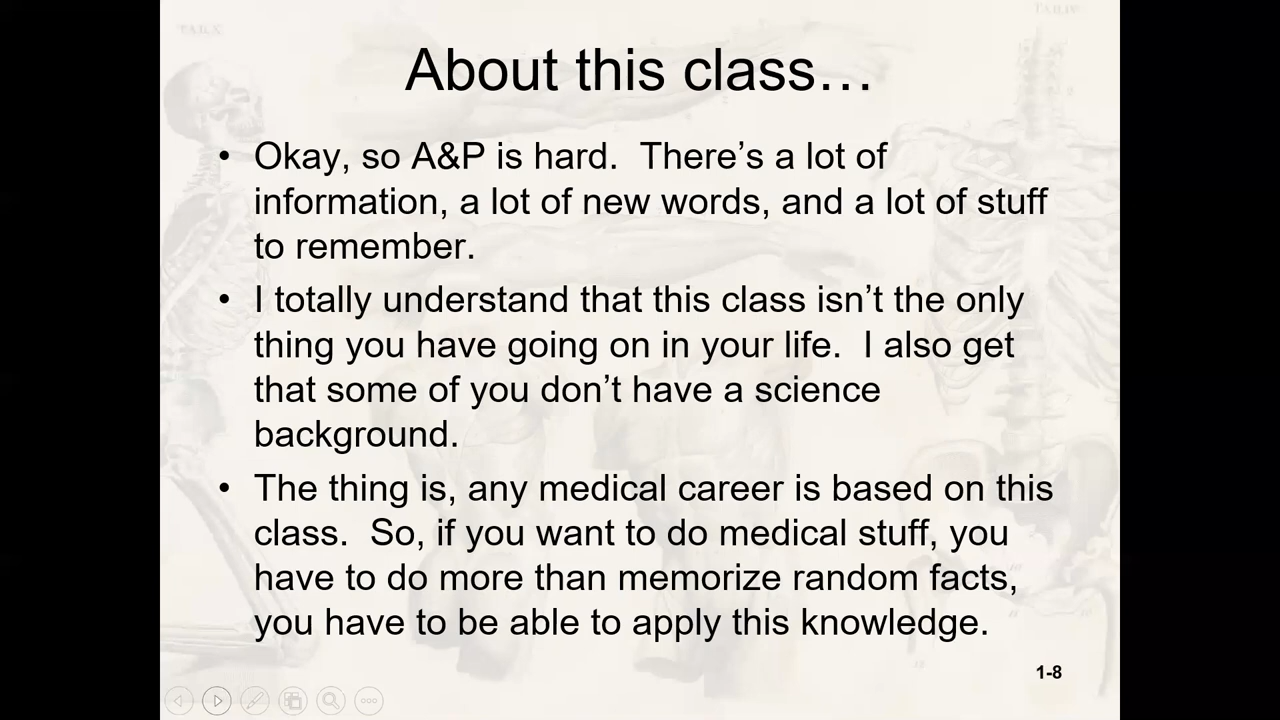 About this class…
• Okay, so A&P is hard.  There’s a lot of
information, a lot of new words, and a lot of stuff
to remember.
• I totally understand that this class isn’t the only
thing you have going on in your life.  I also get
that some of you don’t have a science
background.
• The thing is, any medical career is based on this
class.  So, if you want to do medical stuff, you
have to do more than memorize random facts,
you have to be able to apply this knowledge.
1-8